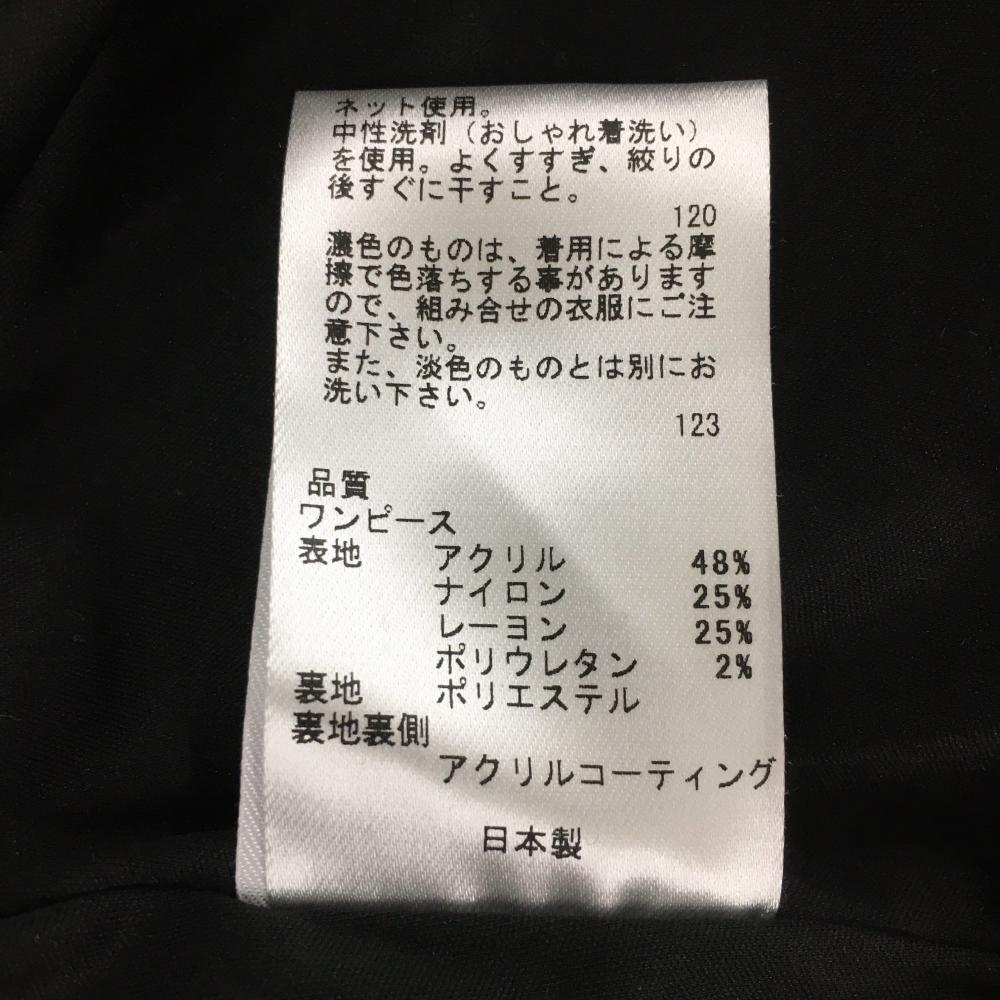 ネット使用。
中性洗剤（おしゃれ着洗い）
を使用。よくすすぎ、絞りの
後すぐに干すこと。
120
濃色のものは、着用による摩
擦で色落ちする事があります
ので、組み合せの衣服にご注
意下さい。
また、淡色のものとは別にお
洗い下さい。
123
品質
ワンピース
表地 アクリル 48%
ナイロン 25%
レーヨン 25%
ポリウレタン 2%
裏地 ポリエステル
裏地裏側
アクリルコーティング
日本製